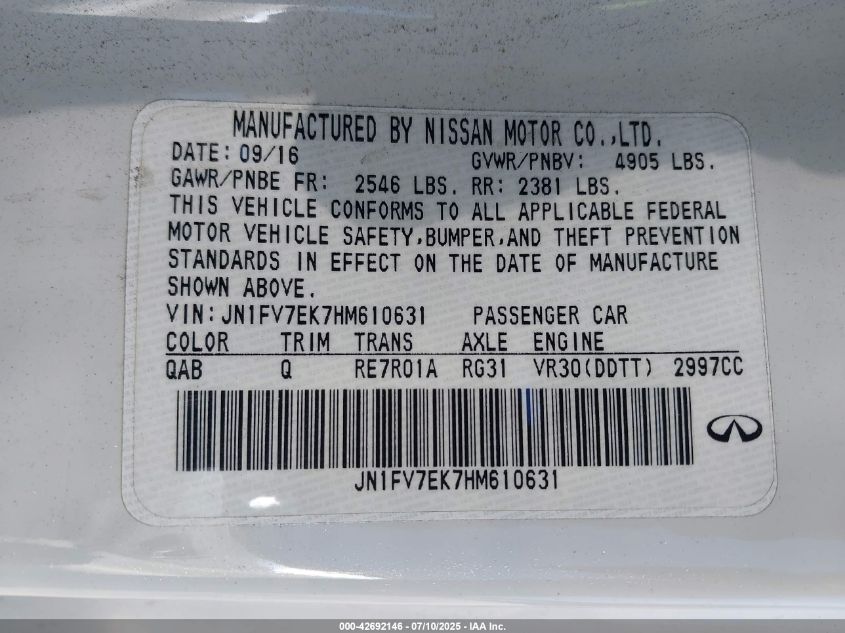 MANUFACTURED BY NISSAN MOTOR CO.,LTD.
DATE: 09/16 GVWR/PNBV: 4905 LBS.
GAWR/PNBE FR: 2546 LBS. RR: 2381 LBS.
THIS VEHICLE CONFORMS TO ALL APPLICABLE FEDERAL
MOTOR VEHICLE SAFETY,BUMPER,AND THEFT PREVENTION
STANDARDS IN EFFECT ON THE DATE OF MANUFACTURE
SHOWN ABOVE.
VIN: JN1FV7EK7HM610631 PASSENGER CAR
COLOR TRIM TRANS AXLE ENGINE
QAB Q RE7R01A RG31 VR30(DDTT) 2997CC
JN1FV7EK7HM610631
000-42692146 - 07/10/2025 - IAA Inc.